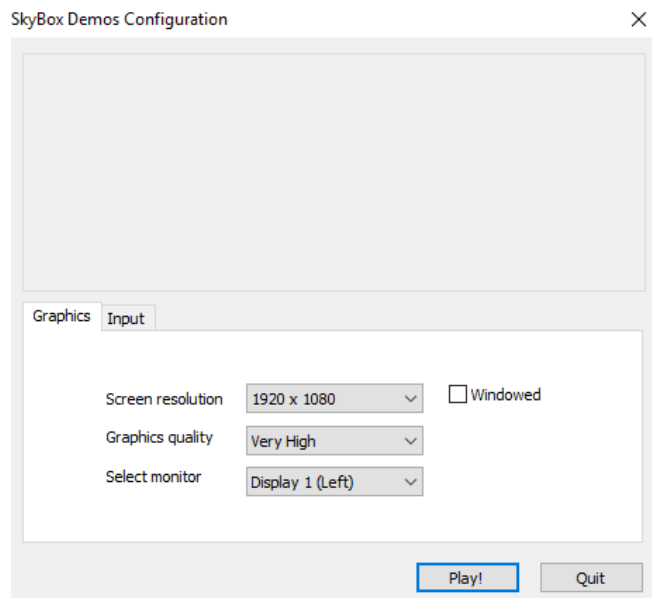 SkyBox Demos Configuration
Graphics
Input
Screen resolution
1920 x 1080
Windowed
Graphics quality
Very High
Select monitor
Display 1 (Left)
Play!
Quit